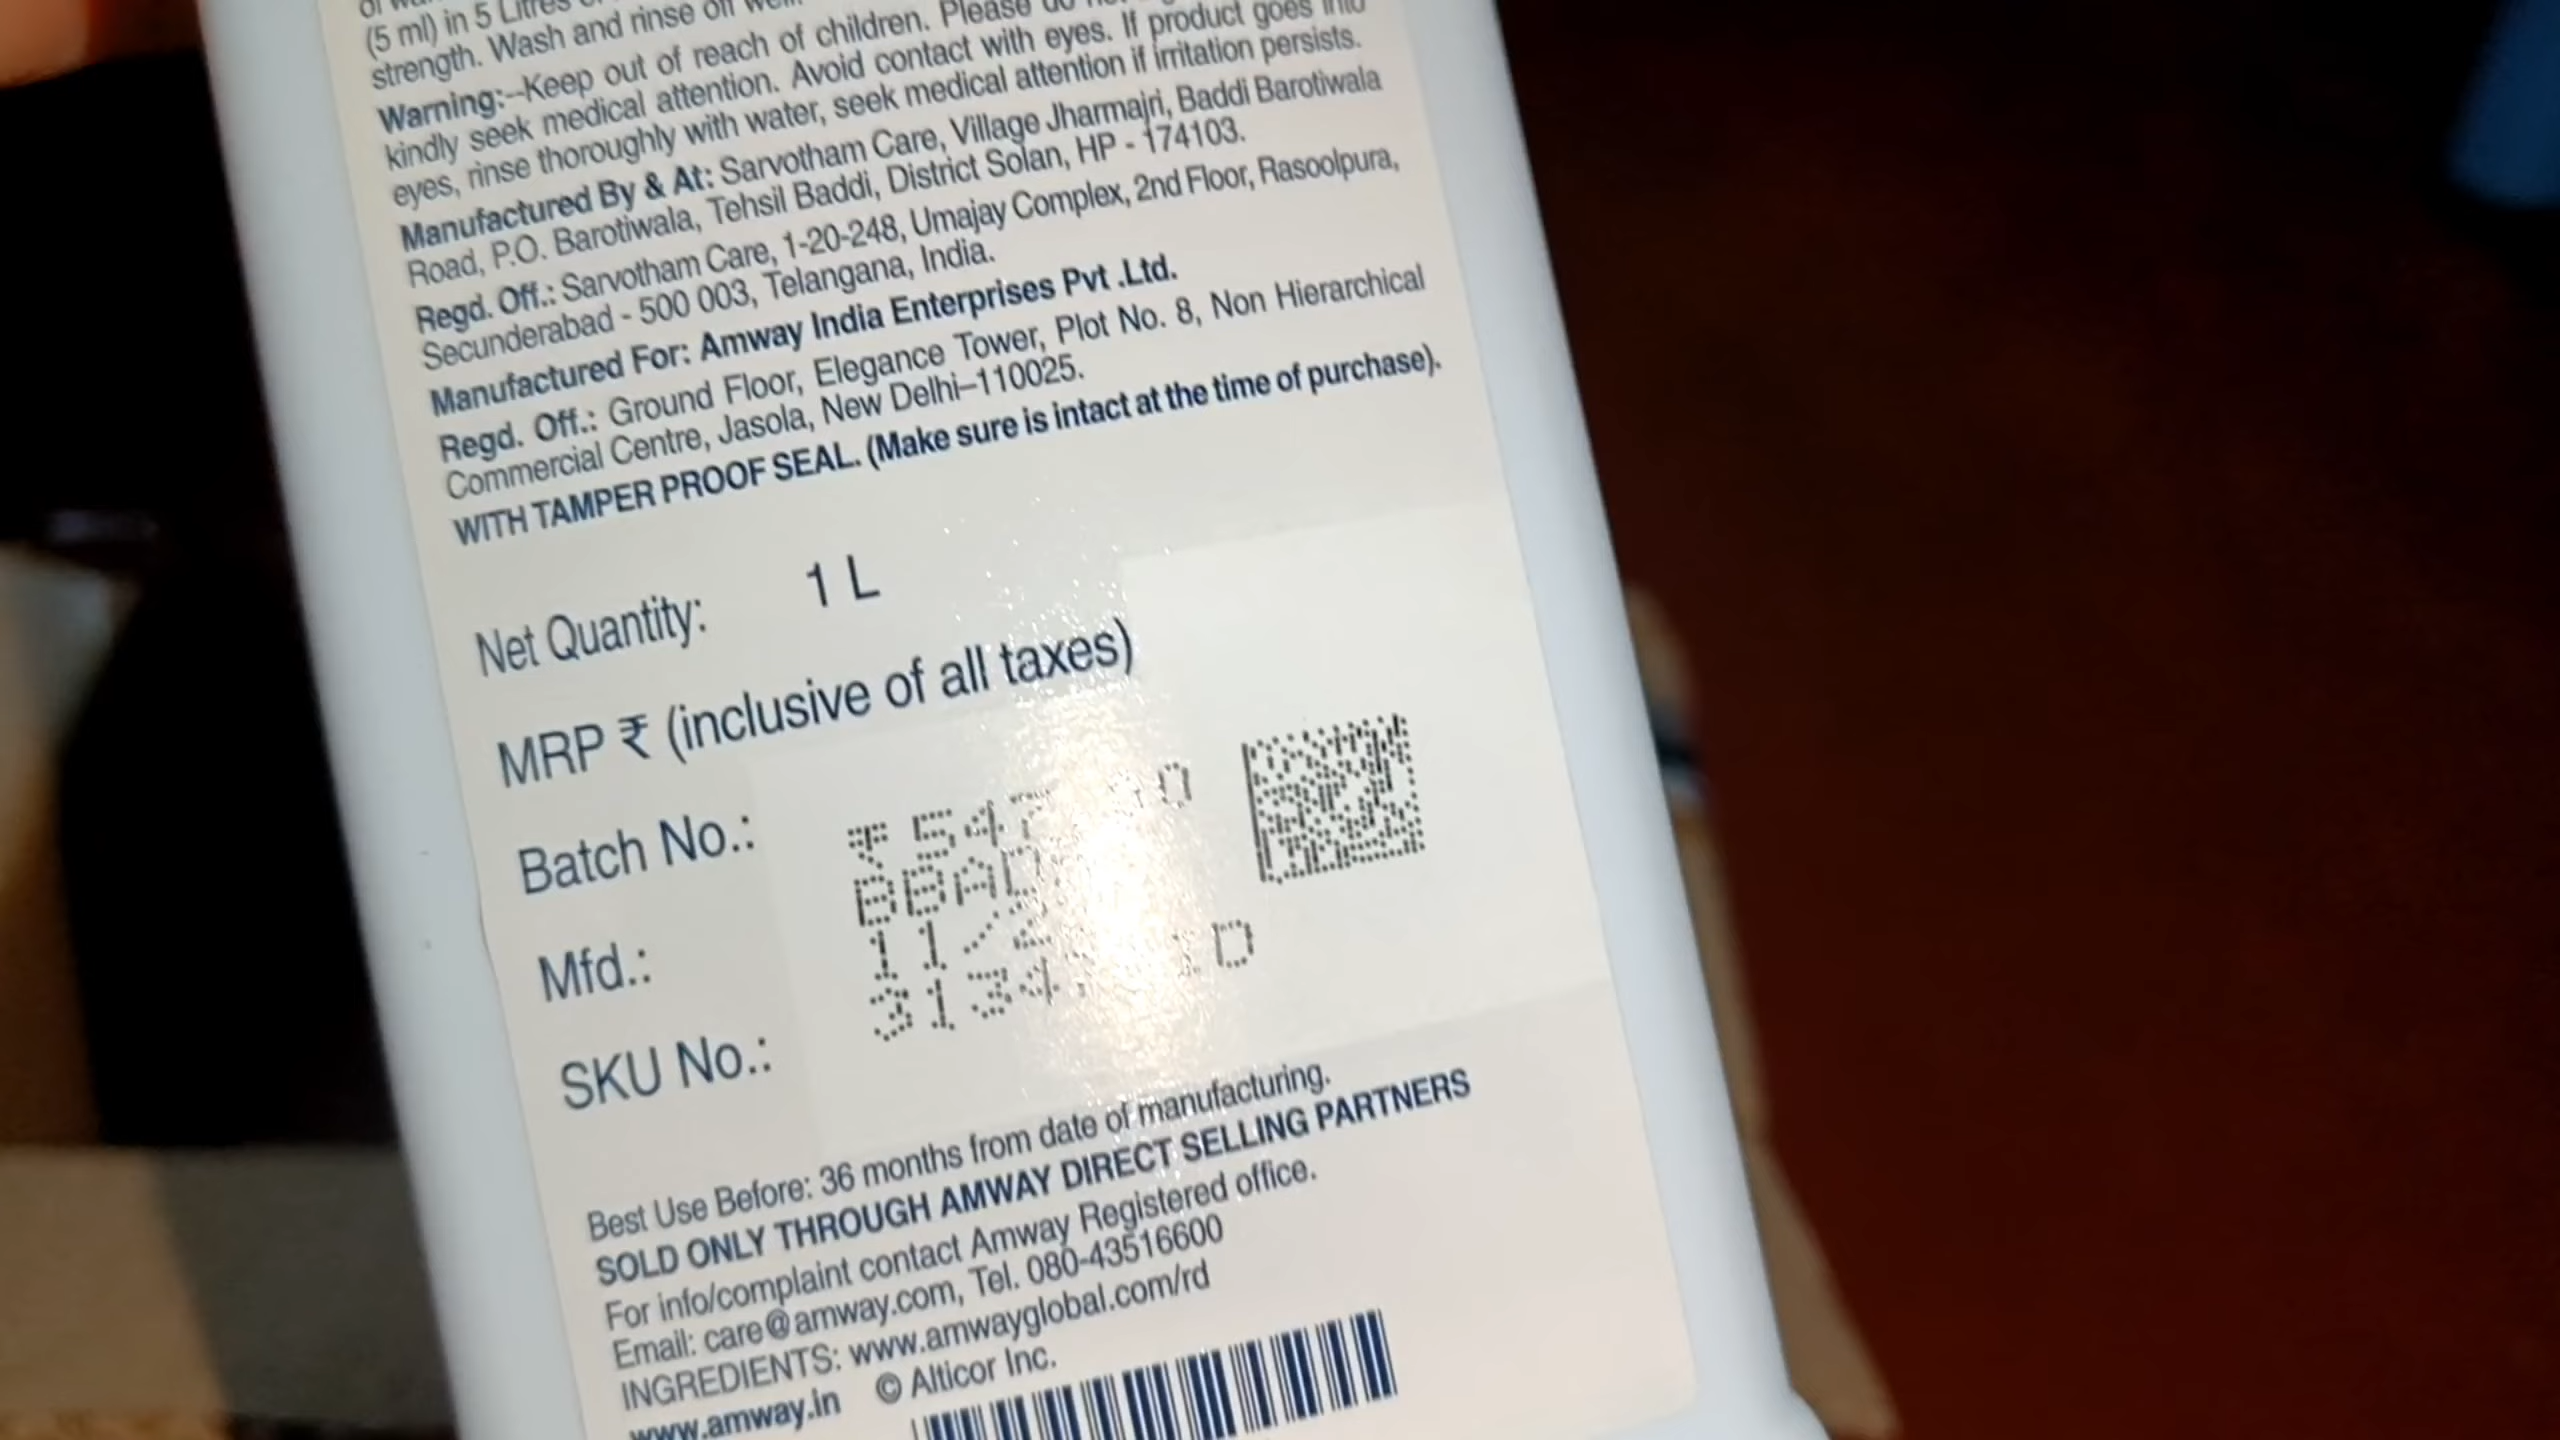 (5 ml) in 5 Litres
strength. Wash and rinse off well.
Warning:–Keep out of reach of children. Please do
kindly seek medical attention. Avoid contact with eyes. If product goes into
eyes, rinse thoroughly with water, seek medical attention if irritation persists.
Manufactured By & At: Sarvotham Care, Village Jharmajri, Baddi Barotiwala
Road, P.O. Barotiwala, Tehsil Baddi, District Solan, HP - 174103.
Regd. Off.: Sarvotham Care, 1-20-248, Umajay Complex, 2nd Floor, Rasoolpura,
Secunderabad - 500 003, Telangana, India.
Manufactured For: Amway India Enterprises Pvt .Ltd.
Regd. Off.: Ground Floor, Elegance Tower, Plot No. 8, Non Hierarchical
Commercial Centre, Jasola, New Delhi–110025.
WITH TAMPER PROOF SEAL. (Make sure is intact at the time of purchase).
Net Quantity: 1 L
MRP ₹ (inclusive of all taxes)
Batch No.:
Mfd.:
SKU No.:
Best Use Before: 36 months from date of manufacturing.
SOLD ONLY THROUGH AMWAY DIRECT SELLING PARTNERS
For info/complaint contact Amway Registered office.
Email: care@amway.com, Tel. 080-43516600
INGREDIENTS: www.amwayglobal.com/rd
www.amway.in © Alticor Inc.